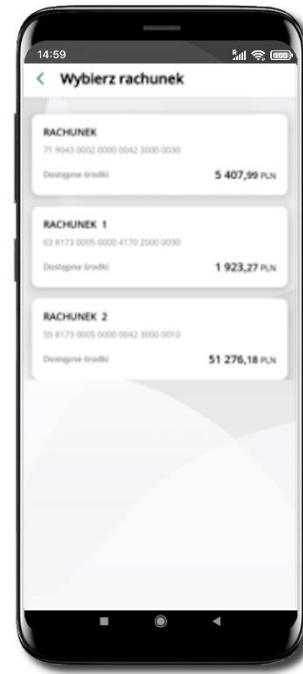 14:59
Wybierz rachunek
RACHUNEK
71 9043 0002 0000 0042 3000 0030
Dostępne środki 5 407,99 PLN
RACHUNEK 1
63 8173 0005 0000 4170 2000 0030
Dostępne środki 1 923,27 PLN
RACHUNEK 2
55 8173 0005 0000 0042 3000 0010
Dostępne środki 51 276,18 PLN